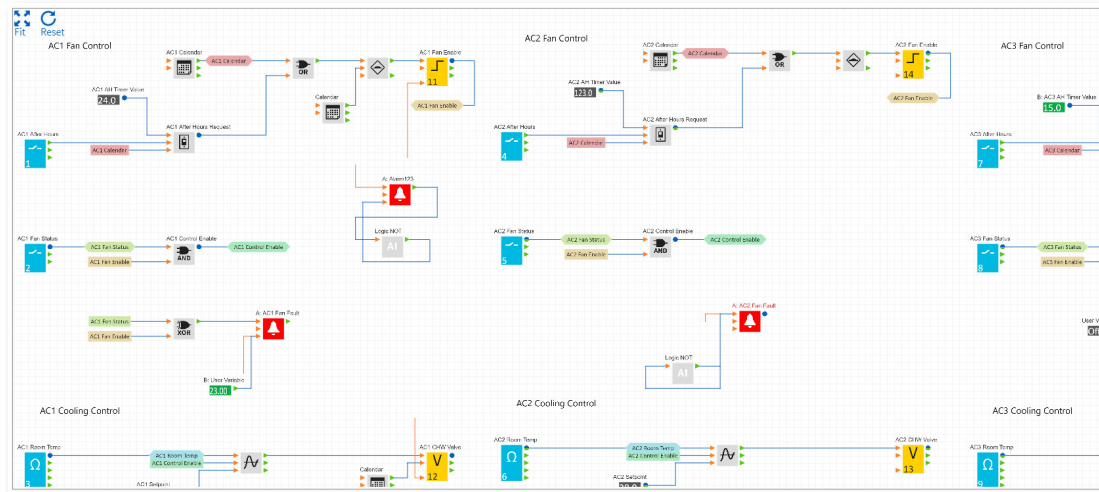 Fit
Reset
AC1 Fan Control
AC1 Calendar
AC1 Calendar
OR
AC1 Fan Enable
11
AC1 Fan Enable
AC1 AH Timer Value
24.0
Calendar
AC1 After Hours
1
AC1 After Hours Request
AC1 Calendar
A: Alarm123
Logic NOT
A1
AC1 Fan Status
2
AC1 Fan Status
AC1 Fan Enable
AC1 Control Enable
AND
AC1 Control Enable
AC1 Fan Status
AC1 Fan Enable
XOR
A: AC1 Fan Fault
B: User Variable
23.00
AC1 Cooling Control
AC1 Room Temp
Ω
3
AC1 Room Temp
AC1 Control Enable
AC1 Setpoint
Calendar
AC1 CHW Valve
V
12
AC2 Fan Control
AC2 Calendar
AC2 Calendar
OR
AC2 Fan Enable
14
AC2 Fan Enable
AC2 AH Timer Value
123.0
AC2 After Hours
4
AC2 After Hours Request
AC2 Calendar
AC2 Fan Status
5
AC2 Fan Status
AC2 Fan Enable
AC2 Control Enable
AND
AC2 Control Enable
A: AC2 Fan Fault
Logic NOT
A1
AC2 Cooling Control
AC2 Room Temp
Ω
6
AC2 Room Temp
AC2 Control Enable
AC2 Setpoint
AC2 CHW Valve
V
13
AC3 Fan Control
B: AC3 AH Timer Value
15.0
AC3 After Hours
7
AC3 Calendar
AC3 Fan Status
8
AC3 Fan Status
AC3 Fan Enable
User V
AC3 Cooling Control
AC3 Room Temp
Ω
9